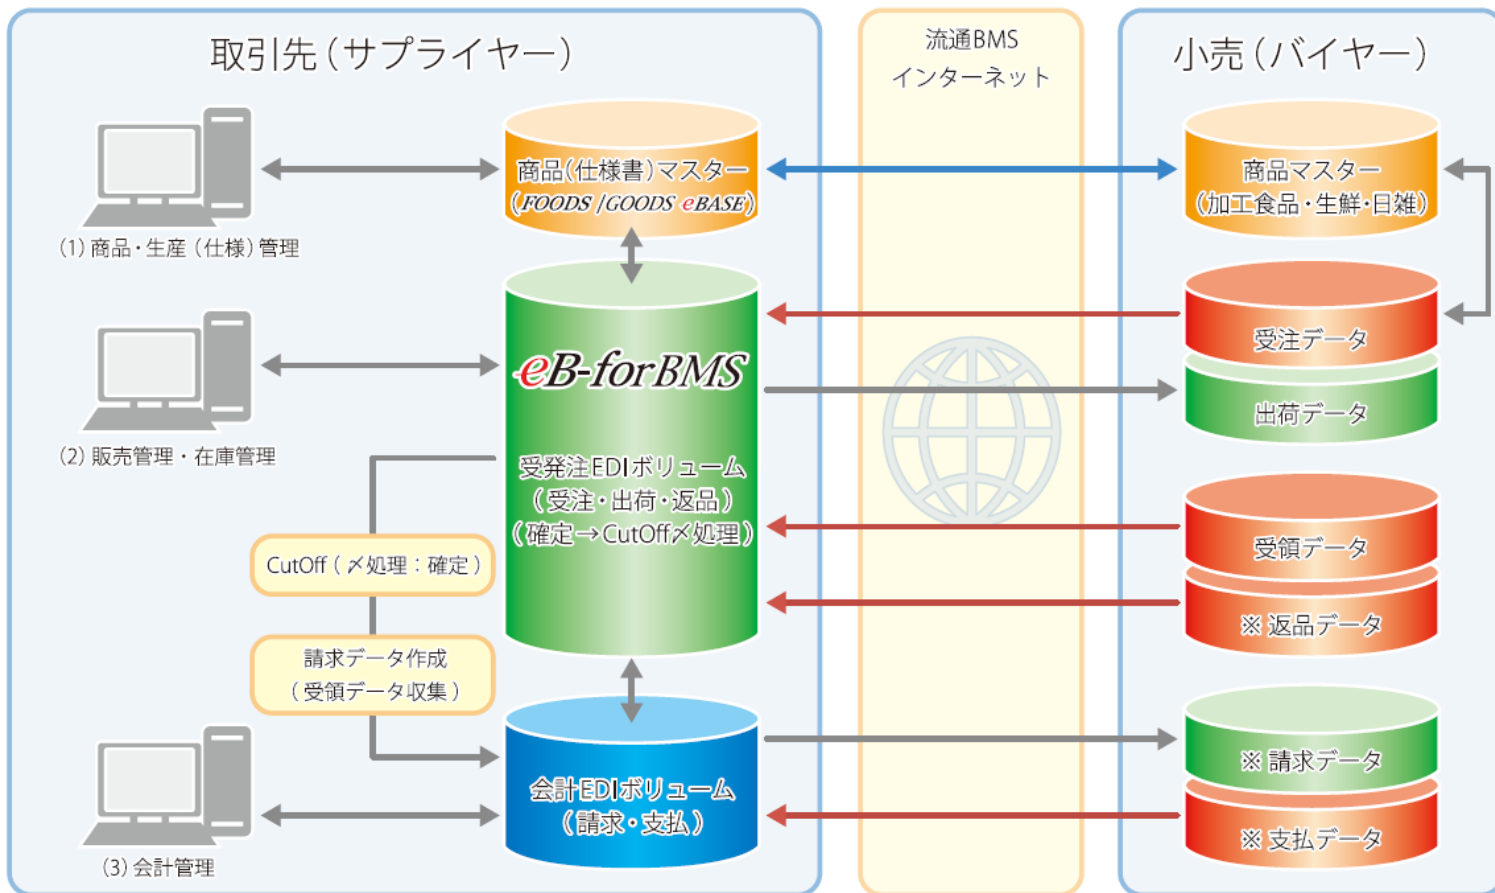 取引先(サプライヤー)
商品(仕様書)マスター
(FOODS /GOODS eBASE)
(1) 商品・生産(仕様)管理
eB-forBMS
(2) 販売管理・在庫管理
受発注EDIボリューム
(受注・出荷・返品)
(確定→CutOff〆処理)
CutOff(〆処理:確定)
請求データ作成
(受領データ収集)
会計EDIボリューム
(請求・支払)
(3) 会計管理
流通BMS
インターネット
小売(バイヤー)
商品マスター
(加工食品・生鮮・日雑)
受注データ
出荷データ
受領データ
※ 返品データ
※ 請求データ
※ 支払データ